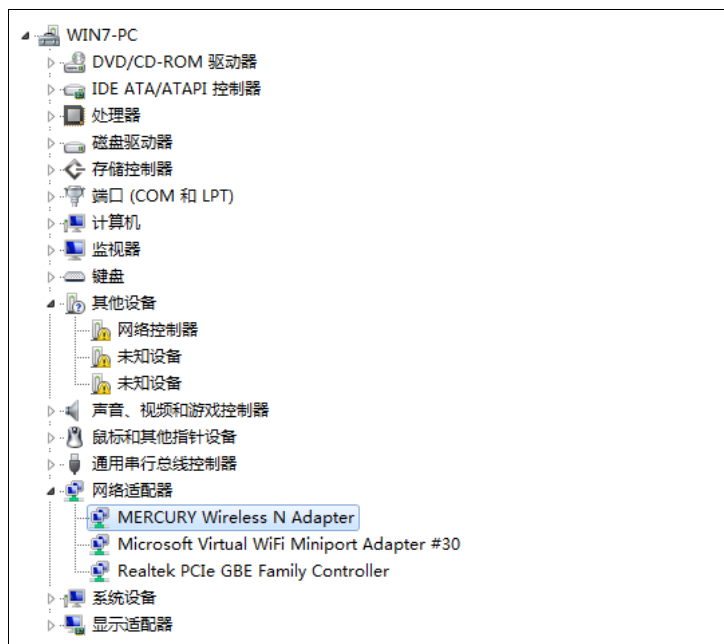 WIN7-PC
DVD/CD-ROM 驱动器
IDE ATA/ATAPI 控制器
处理器
磁盘驱动器
存储控制器
端口 (COM 和 LPT)
计算机
监视器
键盘
其他设备
网络控制器
未知设备
未知设备
声音、视频和游戏控制器
鼠标和其他指针设备
通用串行总线控制器
网络适配器
MERCURY Wireless N Adapter
Microsoft Virtual WiFi Miniport Adapter #30
Realtek PCIe GBE Family Controller
系统设备
显示适配器